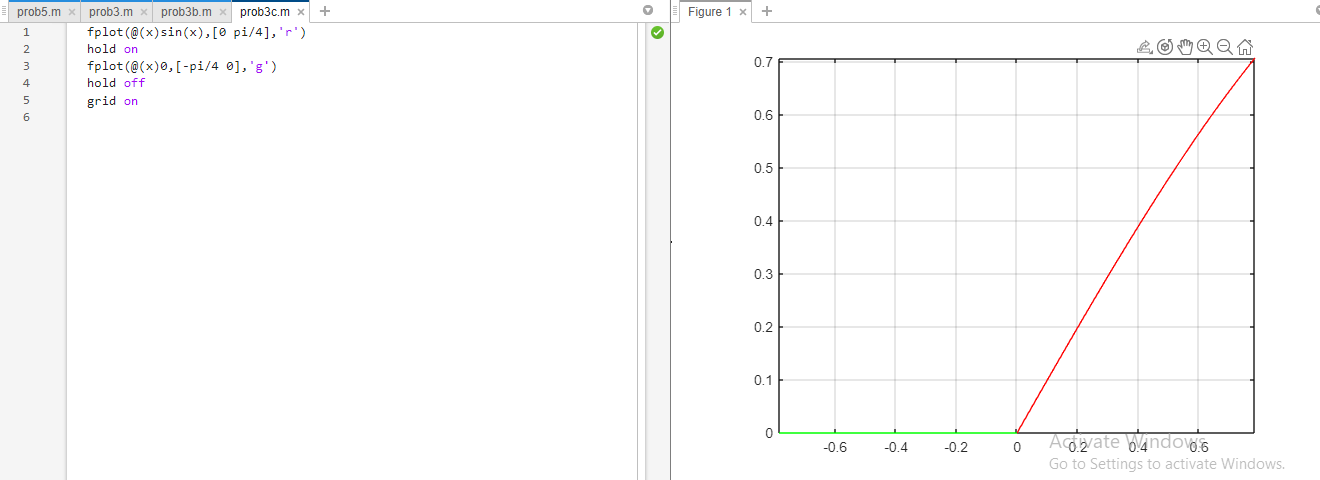 prob5.m × prob3.m × prob3b.m × prob3c.m × +
1 fplot(@(x)sin(x),[0 pi/4],'r')
2 hold on
3 fplot(@(x)0,[-pi/4 0],'g')
4 hold off
5 grid on
6
Figure 1 × +
0.7
0.6
0.5
0.4
0.3
0.2
0.1
0
-0.6 -0.4 -0.2 0 0.2 0.4 0.6
Activate Windows
Go to Settings to activate Windows.